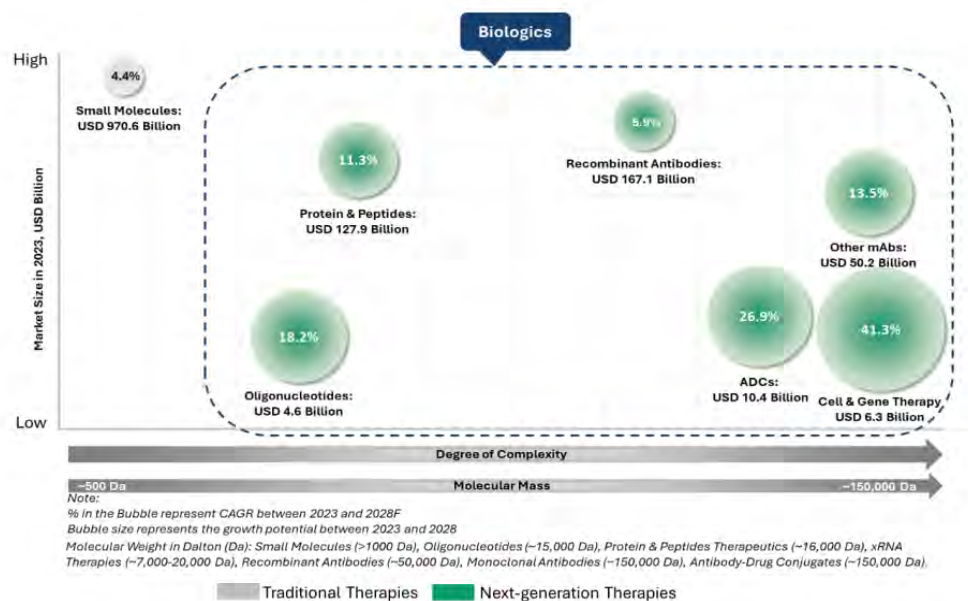 Biologics
High
4.4%
Small Molecules:
USD 970.6 Billion
5.9%
Recombinant Antibodies:
USD 167.1 Billion
11.3%
Protein & Peptides:
USD 127.9 Billion
13.5%
Other mAbs:
USD 50.2 Billion
Market Size in 2023, USD Billion
18.2%
Oligonucleotides:
USD 4.6 Billion
26.9%
ADCs:
USD 10.4 Billion
41.3%
Cell & Gene Therapy
USD 6.3 Billion
Low
Degree of Complexity
~500 Da
Molecular Mass
~150,000 Da
Note:
% in the Bubble represent CAGR between 2023 and 2028F
Bubble size represents the growth potential between 2023 and 2028
Molecular Weight in Dalton (Da): Small Molecules (>1000 Da), Oligonucleotides (~15,000 Da), Protein & Peptides Therapeutics (~16,000 Da), xRNA
Therapies (~7,000-20,000 Da), Recombinant Antibodies (~50,000 Da), Monoclonal Antibodies (~150,000 Da), Antibody-Drug Conjugates (~150,000 Da).
Traditional Therapies
Next-generation Therapies